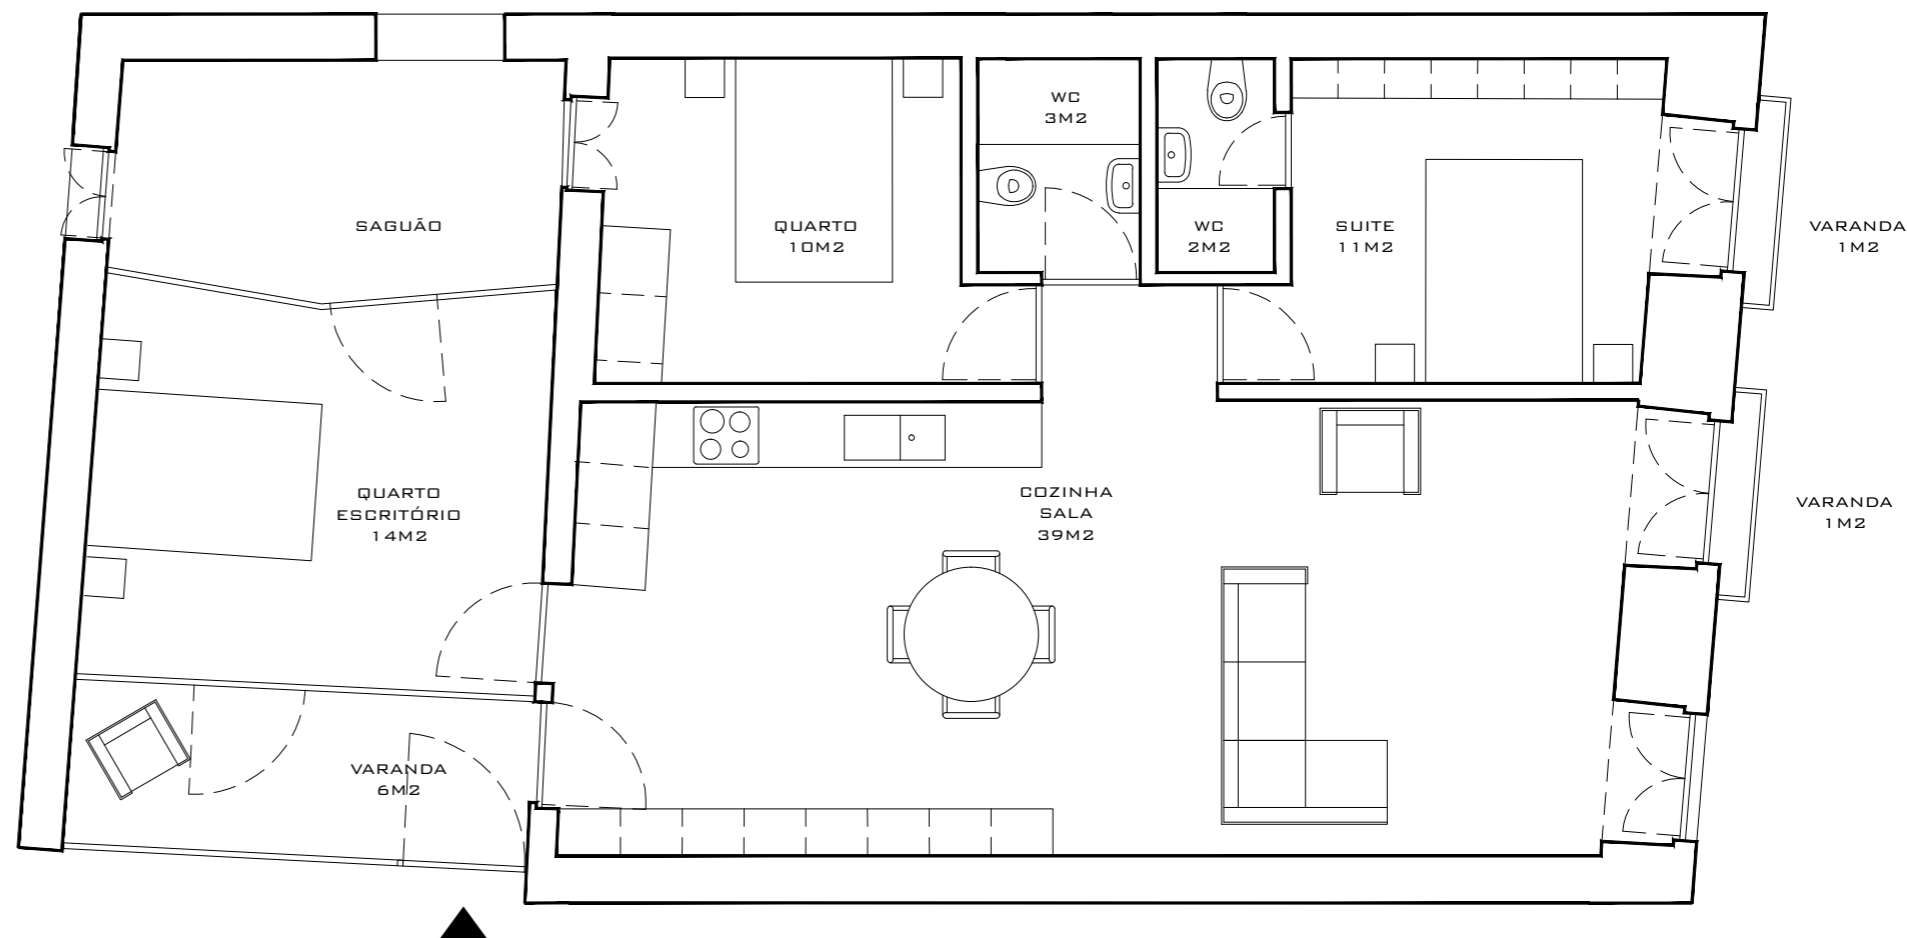 WC
3M2
SAGUÃO
QUARTO
10M2
WC
2M2
SUITE
11M2
VARANDA
1M2
QUARTO
ESCRITÓRIO
14M2
COZINHA
SALA
39M2
VARANDA
1M2
VARANDA
6M2